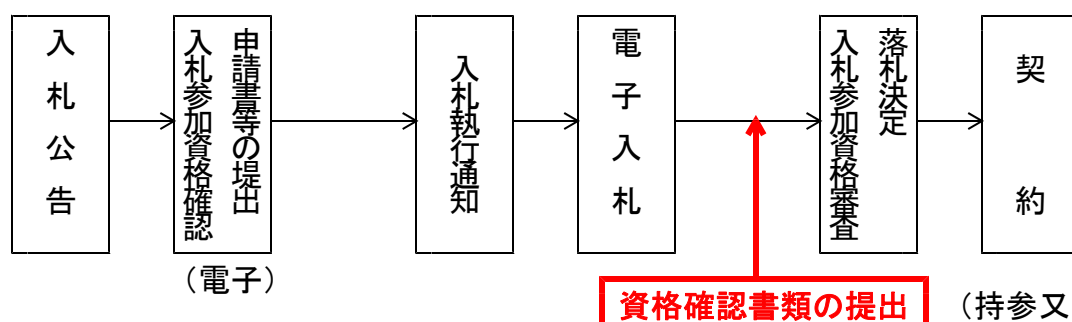 入札公告
申請書等の堤出
入札参加資格確認
入札執行通知
電子入札
落札決定
入札参加資格審査
契約
（電子）
資格確認書類の提出
（持参又